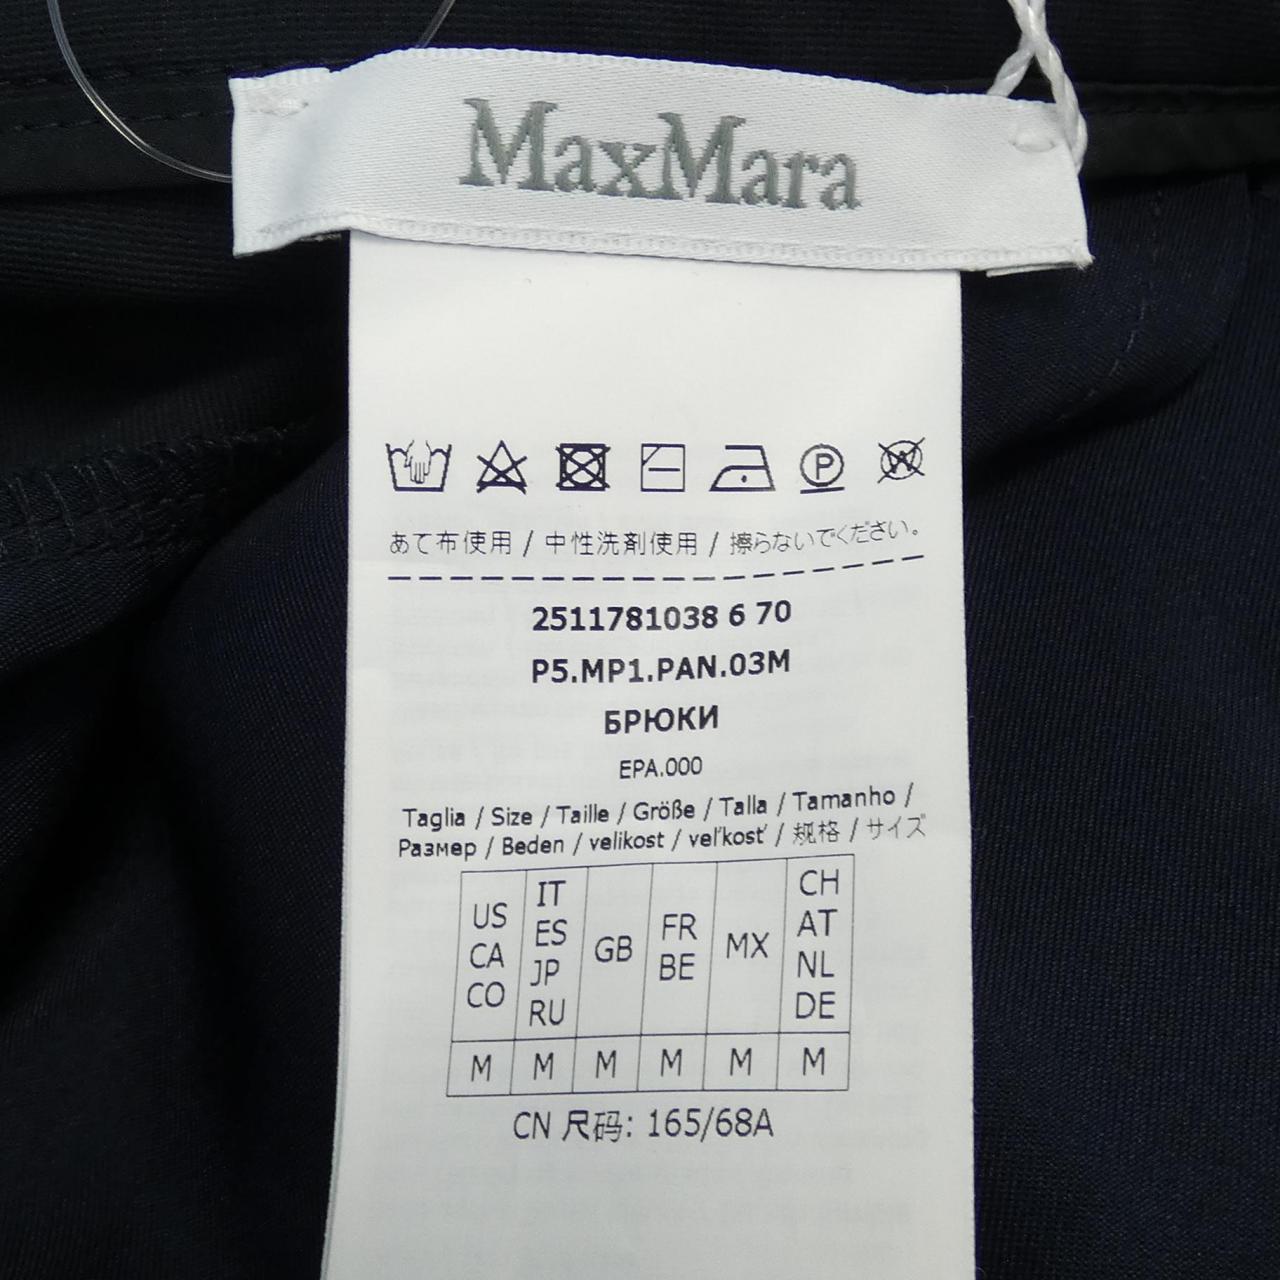 MaxMara
P
W
あて布使用 / 中性洗剤使用 / 擦らないでください。
2511781038 6 70
P5.MP1.PAN.03M
БРЮКИ
EPA.000
Taglia / Size / Taille / Größe / Talla / Tamanho /
Размер / Beden / velikost / veľkosť / 规格 / サイズ
US CA CO
IT ES JP RU
GB
FR BE
MX
CH AT NL DE
M M M M M M
CN 尺码: 165/68A